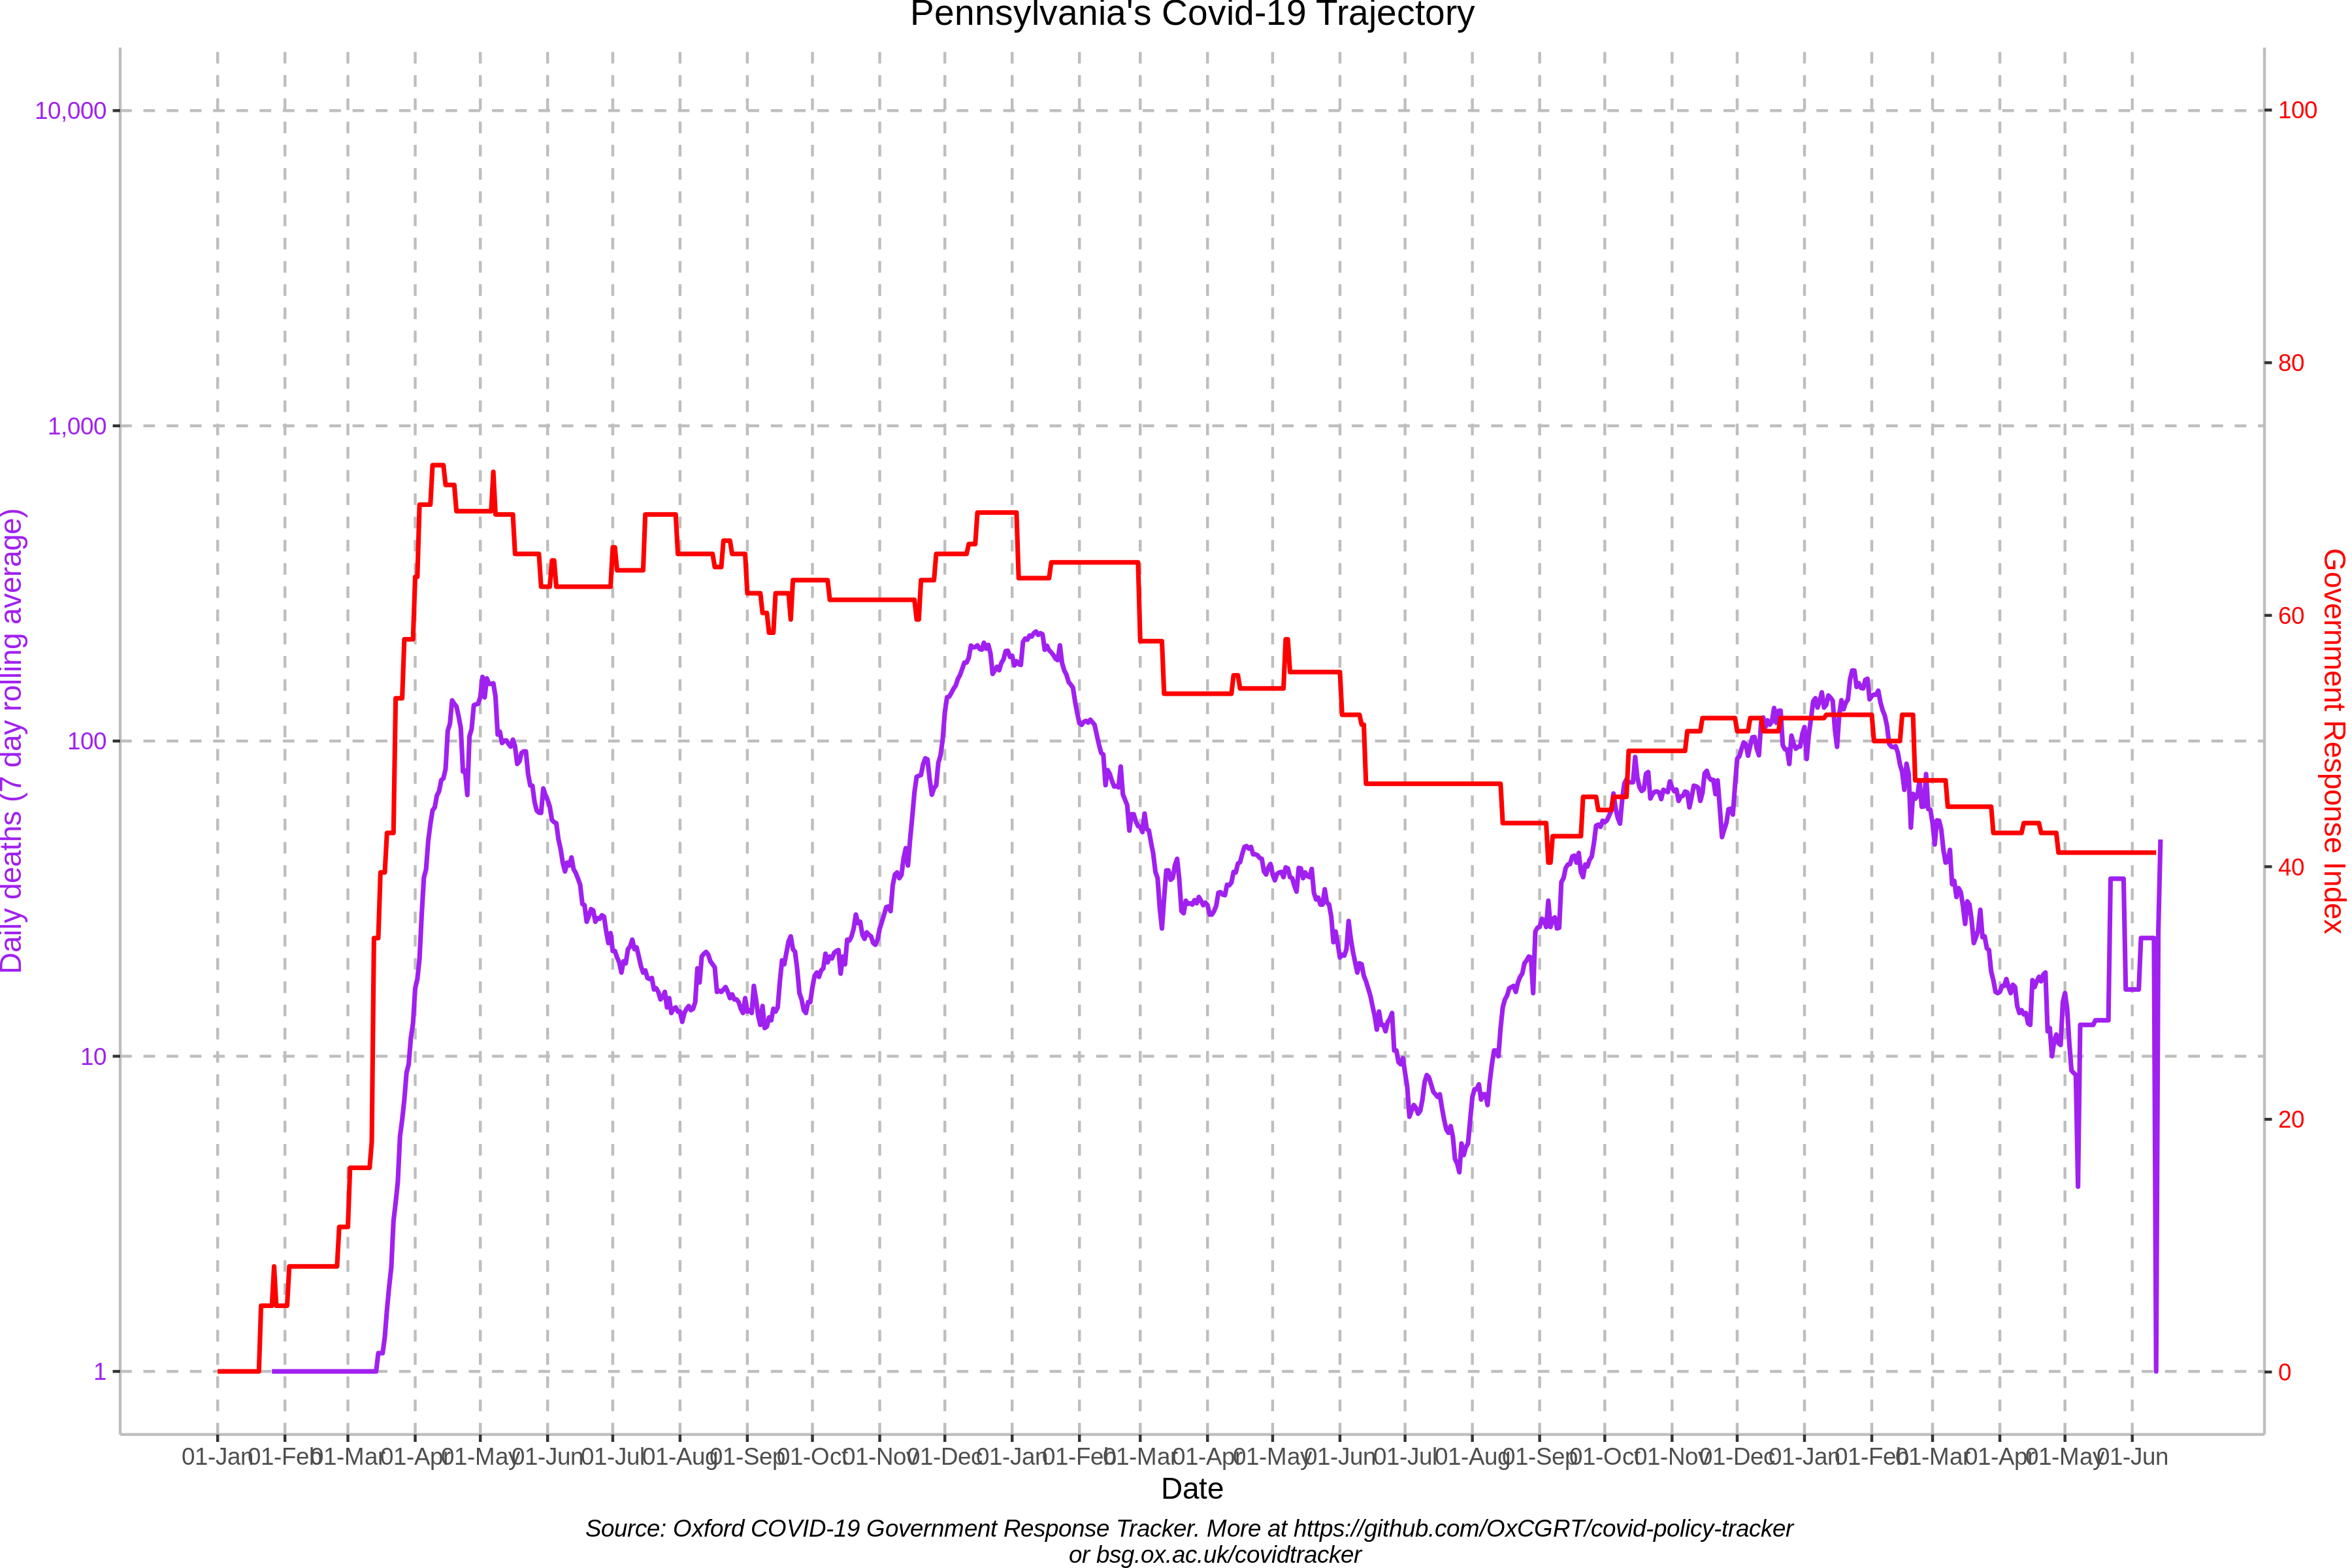 Pennsylvania's Covid-19 Trajectory
10,000
1,000
100
10
1
Daily deaths (7 day rolling average)
100
80
60
40
20
0
Government Response Index
01-Jan 01-Feb 01-Mar 01-Apr 01-May 01-Jun 01-Jul 01-Aug 01-Sep 01-Oct 01-Nov 01-Dec 01-Jan 01-Feb 01-Mar 01-Apr 01-May 01-Jun 01-Jul 01-Aug 01-Sep 01-Oct 01-Nov 01-Dec 01-Jan 01-Feb 01-Mar 01-Apr 01-May 01-Jun
Date
Source: Oxford COVID-19 Government Response Tracker. More at https://github.com/OxCGRT/covid-policy-tracker
or bsg.ox.ac.uk/covidtracker